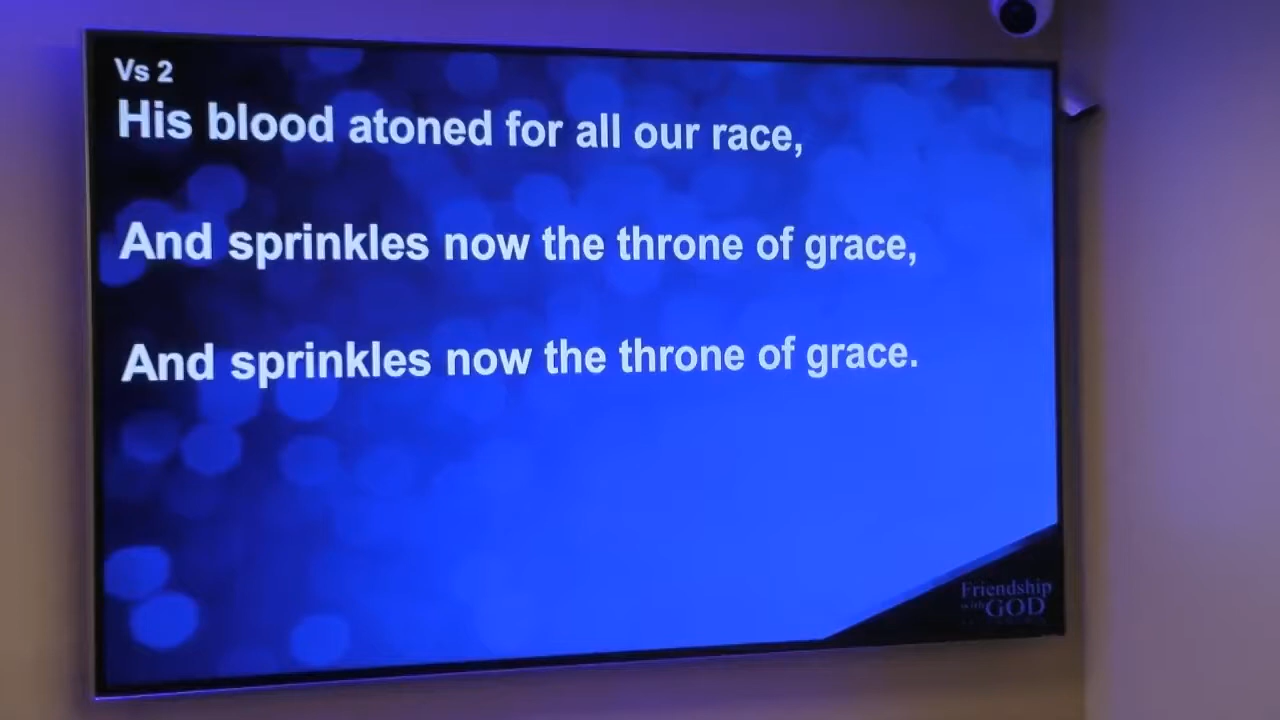 Vs 2
His blood atoned for all our race,
And sprinkles now the throne of grace,
And sprinkles now the throne of grace.
Friendship
with GOD